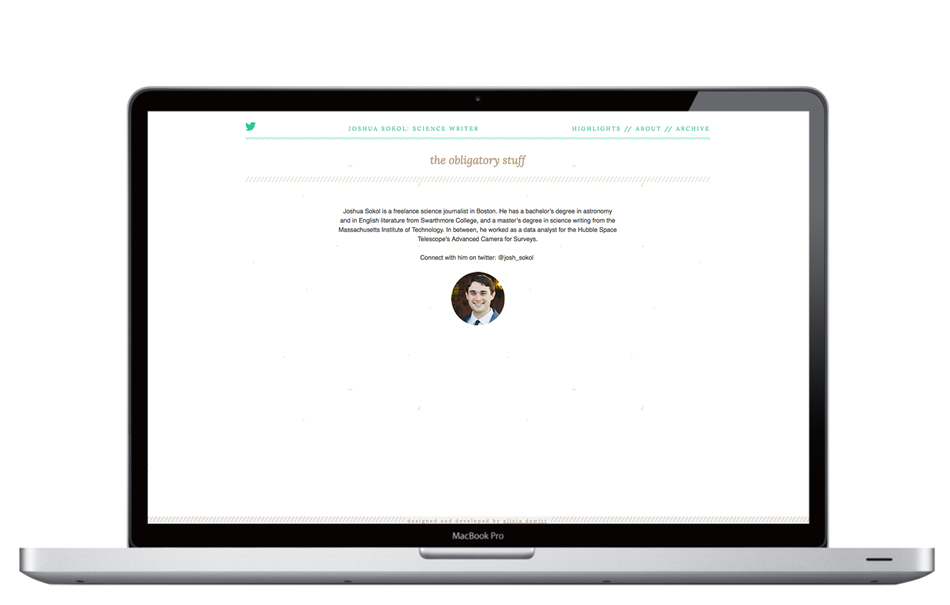 JOSHUA SOKOL: SCIENCE WRITER
HIGHLIGHTS // ABOUT // ARCHIVE
the obligatory stuff
Joshua Sokol is a freelance science journalist in Boston. He has a bachelor's degree in astronomy
and in English literature from Swarthmore College, and a master's degree in science writing from the
Massachusetts Institute of Technology. In between, he worked as a data analyst for the Hubble Space
Telescope's Advanced Camera for Surveys.
Connect with him on twitter: @josh_sokol
designed and developed by alivia dewitt
MacBook Pro